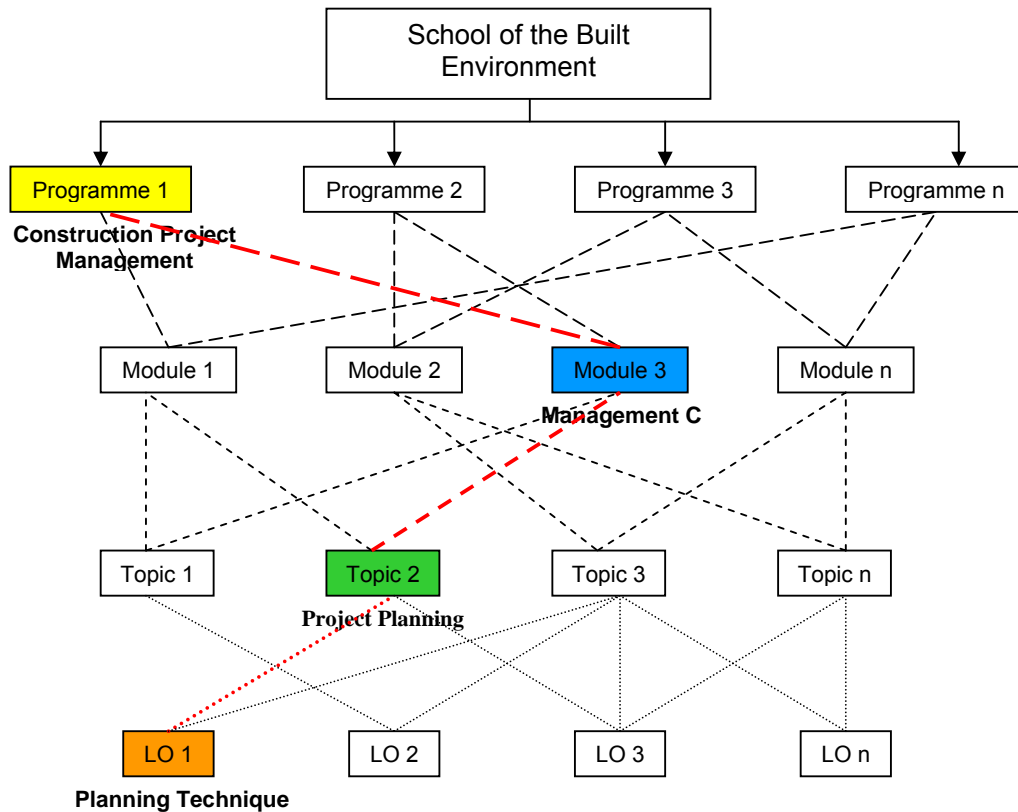 School of the Built
Environment
Programme 1
Programme 2
Programme 3
Programme n
Construction Project
Management
Module 1
Module 2
Module 3
Module n
Management C
Topic 1
Topic 2
Topic 3
Topic n
Project Planning
LO 1
LO 2
LO 3
LO n
Planning Technique